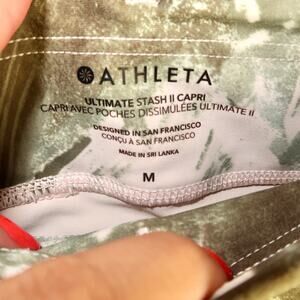 ATHLETA
ULTIMATE STASH II CAPRI
CAPRI AVEC POCHES DISSIMULÉES ULTIMATE II
DESIGNED IN SAN FRANCISCO
CONÇU À SAN FRANCISCO
MADE IN SRI LANKA
M